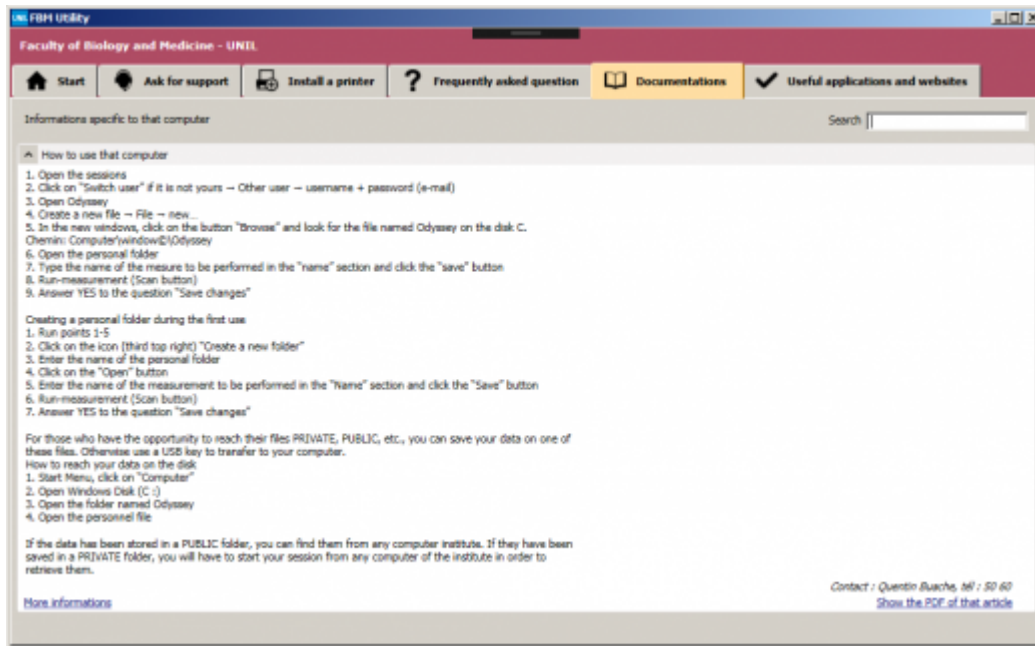 UNIL FBM Utility
Faculty of Biology and Medicine - UNIL
Start
Ask for support
Install a printer
Frequently asked question
Documentations
Useful applications and websites
Informations specific to that computer
Search
How to use that computer
1. Open the sessions
2. Click on "Switch user" if it is not yours → Other user → username + password (e-mail)
3. Open Odyssey
4. Create a new file → File → new...
5. In the new windows, click on the button "Browse" and look for the file named Odyssey on the disk C.
Chemin: Computer\window©\Odyssey
6. Open the personal folder
7. Type the name of the mesure to be performed in the "name" section and click the "save" button
8. Run-measurement (Scan button)
9. Answer YES to the question "Save changes"
Creating a personal folder during the first use
1. Run points 1-5
2. Click on the icon (third top right) "Create a new folder"
3. Enter the name of the personal folder
4. Click on the "Open" button
5. Enter the name of the measurement to be performed in the "Name" section and click the "Save" button
6. Run-measurement (Scan button)
7. Answer YES to the question "Save changes"
For those who have the opportunity to reach their files PRIVATE, PUBLIC, etc., you can save your data on one of
these files. Otherwise use a USB key to transfer to your computer.
How to reach your data on the disk
1. Start Menu, click on "Computer"
2. Open Windows Disk (C :)
3. Open the folder named Odyssey
4. Open the personnel file
If the data has been stored in a PUBLIC folder, you can find them from any computer institute. If they have been
saved in a PRIVATE folder, you will have to start your session from any computer of the institute in order to
retrieve them.
Contact : Quentin Buache, tél : 50 60
More informations
Show the PDF of that article